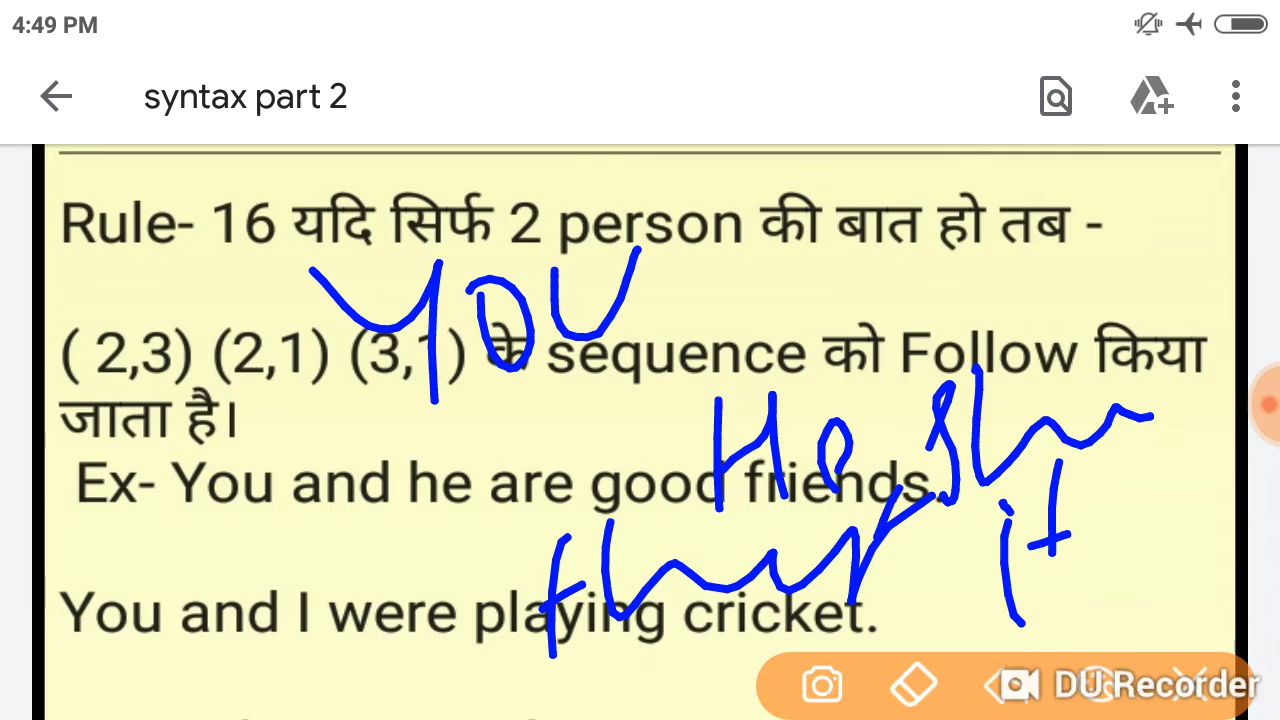 4:49 PM
syntax part 2
Rule- 16 यदि सिर्फ 2 person की बात हो तब -
YOU
( 2,3) (2,1) (3,1) के sequence को Follow किया
जाता है।
He She
Ex- You and he are good friends.
they it
You and I were playing cricket.
DU Recorder